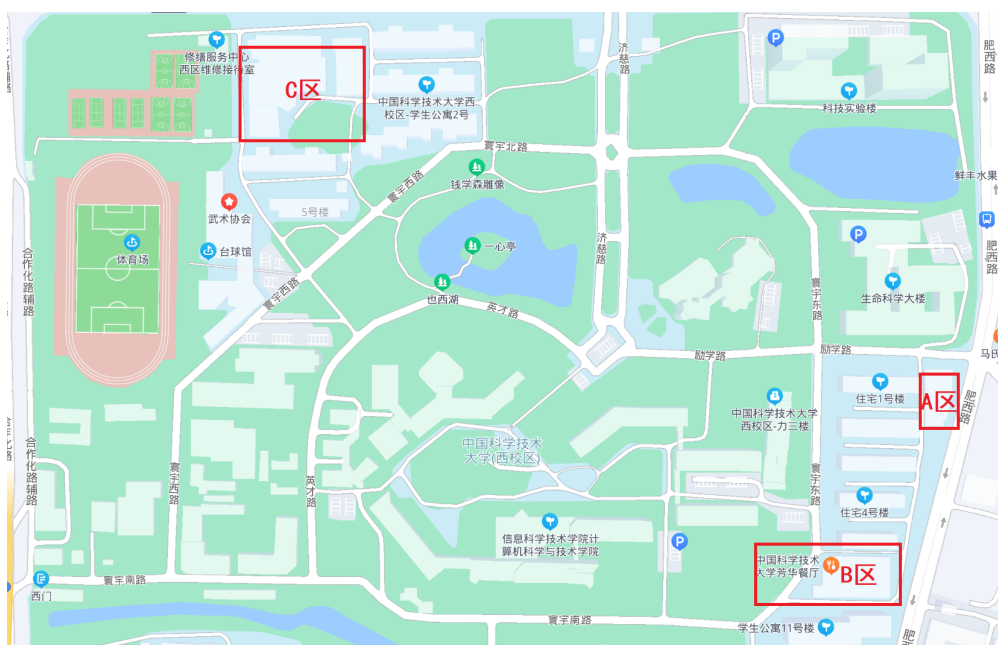 修缮服务中心
西区维修接待室
C区
中国科学技术大学西
校区-学生公寓2号
济慈路
P
科技实验楼
肥西路
合作化路辅路
寰宇北路
钱学森雕像
寰宇西路
鲜丰水果
武术协会
5号楼
台球馆
体育场
一心亭
也西湖
济慈路
P
肥西路
生命科学大楼
寰宇东路
合作化路辅路
寰宇西路
英才路
励学路
励学路
马氏
住宅1号楼
A区
肥西路
中国科学技术大学
西校区-力三楼
中国科学技术
大学(西校区)
合作化路辅路
寰宇西路
英才路
寰宇东路
住宅4号楼
信息科学技术学院计
算机科学与技术学院
P
中国科学技术
大学芳华餐厅
B区
西门
寰宇南路
寰宇南路
学生公寓11号楼
肥